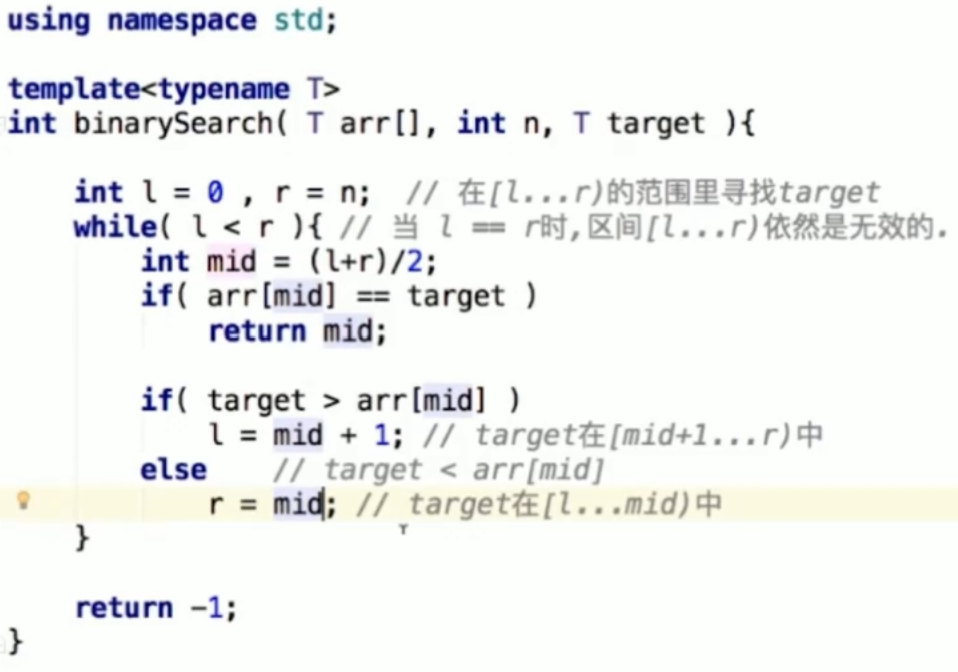 using namespace std;
template<typename T>
int binarySearch( T arr[], int n, T target ){
int l = 0 , r = n; // 在[l...r)的范围里寻找target
while( l < r ){ // 当 l == r时,区间[l...r)依然是无效的.
int mid = (l+r)/2;
if( arr[mid] == target )
return mid;
if( target > arr[mid] )
l = mid + 1; // target在[mid+1...r)中
else // target < arr[mid]
r = mid; // target在[l...mid)中
}
return -1;
}